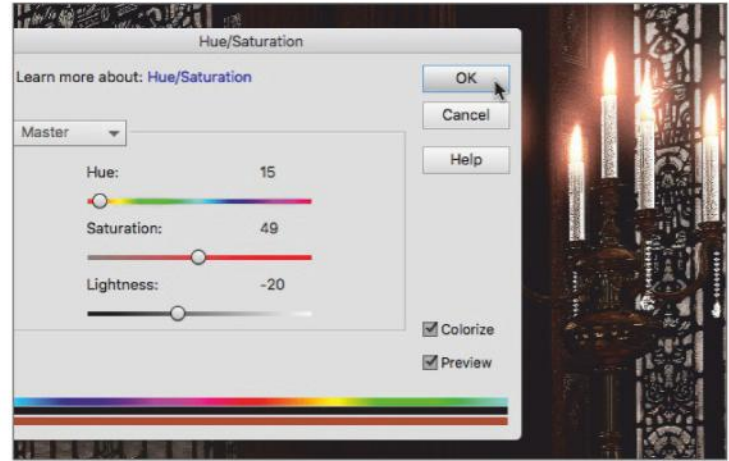 Hue/Saturation
Learn more about: Hue/Saturation
OK
Cancel
Master
Help
Hue: 15
Saturation: 49
Lightness: -20
Colorize
Preview